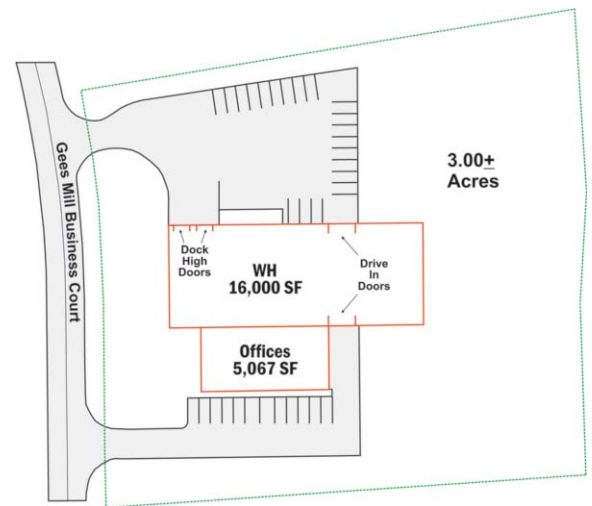 Gees Mill Business Court
3.00±
Acres
Dock
High
Doors
WH
16,000 SF
Drive
In
Doors
Offices
5,067 SF